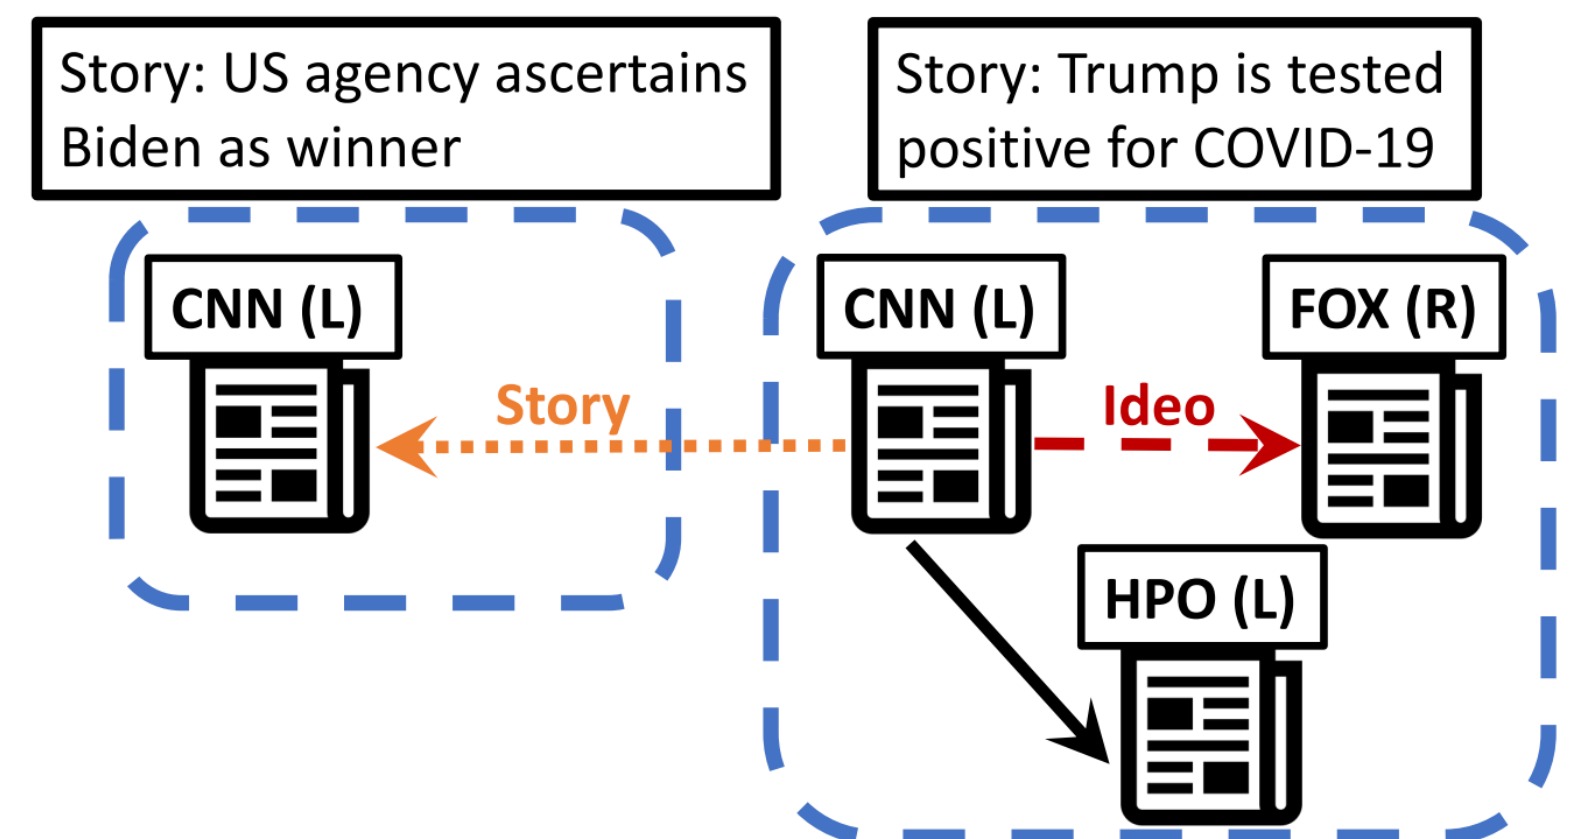 Story: US agency ascertains
Biden as winner
Story: Trump is tested
positive for COVID-19
CNN (L)
CNN (L)
FOX (R)
Story
Ideo
HPO (L)